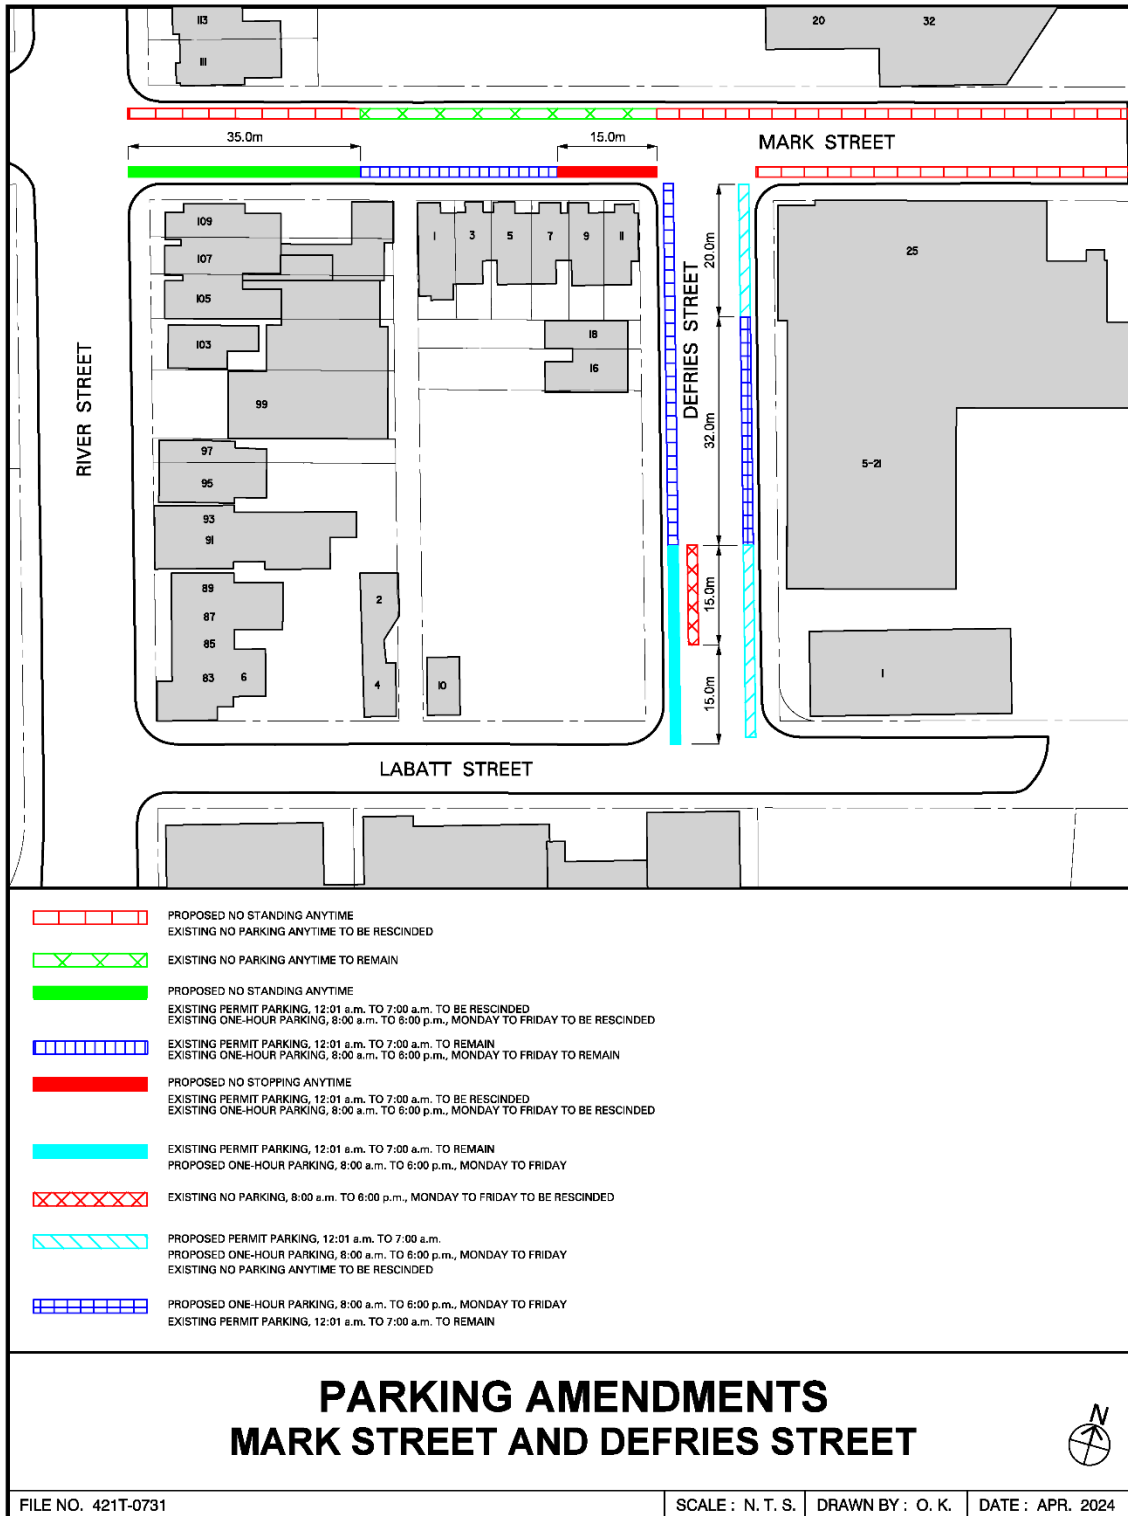 113
111
20
32
35.0m
15.0m
MARK STREET
109
107
105
103
99
97
95
93
91
89
87
85
83
6
1
3
5
7
9
11
18
16
2
4
10
RIVER STREET
DEFRIES STREET
20.0m
32.0m
15.0m
15.0m
25
5-21
1
LABATT STREET
PROPOSED NO STANDING ANYTIME
EXISTING NO PARKING ANYTIME TO BE RESCINDED
EXISTING NO PARKING ANYTIME TO REMAIN
PROPOSED NO STANDING ANYTIME
EXISTING PERMIT PARKING, 12:01 a.m. TO 7:00 a.m. TO BE RESCINDED
EXISTING ONE-HOUR PARKING, 8:00 a.m. TO 6:00 p.m., MONDAY TO FRIDAY TO BE RESCINDED
EXISTING PERMIT PARKING, 12:01 a.m. TO 7:00 a.m. TO REMAIN
EXISTING ONE-HOUR PARKING, 8:00 a.m. TO 6:00 p.m., MONDAY TO FRIDAY TO REMAIN
PROPOSED NO STOPPING ANYTIME
EXISTING PERMIT PARKING, 12:01 a.m. TO 7:00 a.m. TO BE RESCINDED
EXISTING ONE-HOUR PARKING, 8:00 a.m. TO 6:00 p.m., MONDAY TO FRIDAY TO BE RESCINDED
EXISTING PERMIT PARKING, 12:01 a.m. TO 7:00 a.m. TO REMAIN
PROPOSED ONE-HOUR PARKING, 8:00 a.m. TO 6:00 p.m., MONDAY TO FRIDAY
EXISTING NO PARKING, 8:00 a.m. TO 6:00 p.m., MONDAY TO FRIDAY TO BE RESCINDED
PROPOSED PERMIT PARKING, 12:01 a.m. TO 7:00 a.m.
PROPOSED ONE-HOUR PARKING, 8:00 a.m. TO 6:00 p.m., MONDAY TO FRIDAY
EXISTING NO PARKING ANYTIME TO BE RESCINDED
PROPOSED ONE-HOUR PARKING, 8:00 a.m. TO 6:00 p.m., MONDAY TO FRIDAY
EXISTING PERMIT PARKING, 12:01 a.m. TO 7:00 a.m. TO REMAIN
PARKING AMENDMENTS
MARK STREET AND DEFRIES STREET
N
FILE NO. 421T-0731
SCALE : N. T. S.
DRAWN BY : O. K.
DATE : APR. 2024